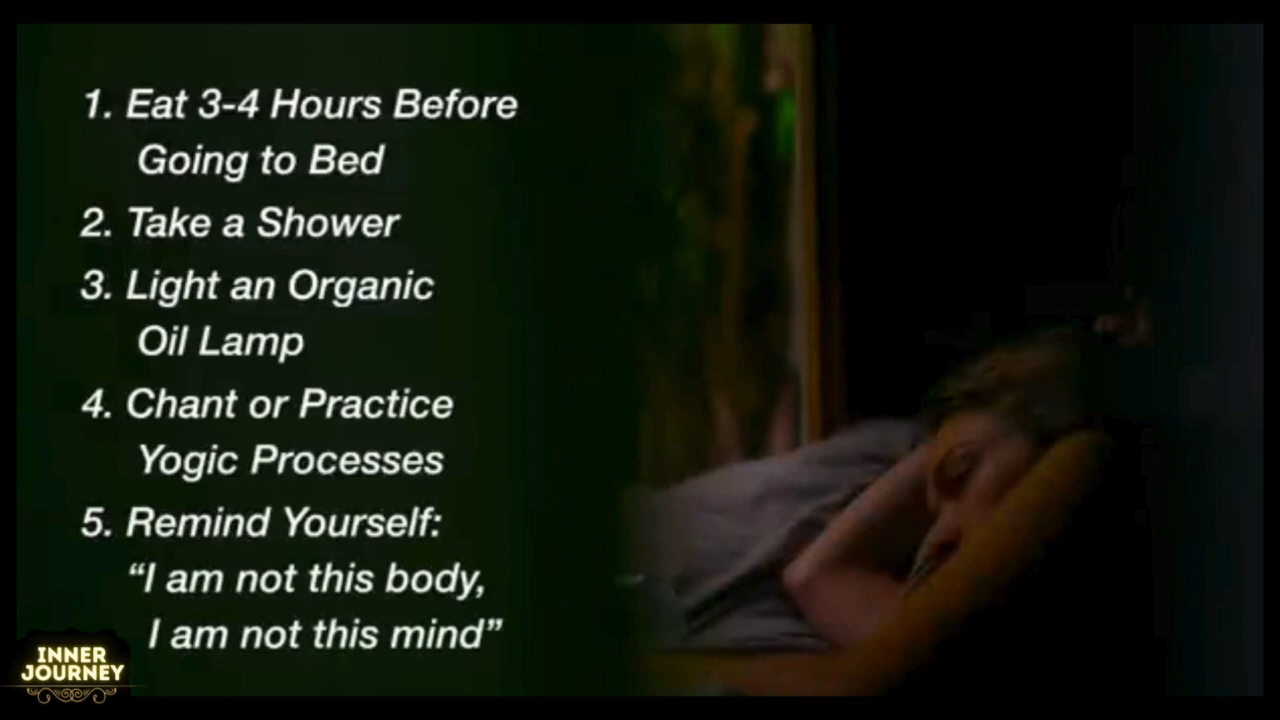 1. Eat 3-4 Hours Before
Going to Bed
2. Take a Shower
3. Light an Organic
Oil Lamp
4. Chant or Practice
Yogic Processes
5. Remind Yourself:
“I am not this body,
I am not this mind”
INNER
JOURNEY